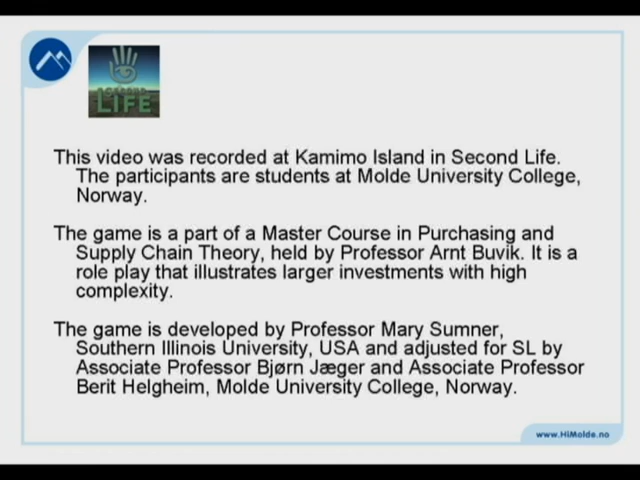 SECOND
LIFE
This video was recorded at Kamimo Island in Second Life.
The participants are students at Molde University College,
Norway.
The game is a part of a Master Course in Purchasing and
Supply Chain Theory, held by Professor Arnt Buvik. It is a
role play that illustrates larger investments with high
complexity.
The game is developed by Professor Mary Sumner,
Southern Illinois University, USA and adjusted for SL by
Associate Professor Bjørn Jæger and Associate Professor
Berit Helgheim, Molde University College, Norway.
www.HiMolde.no